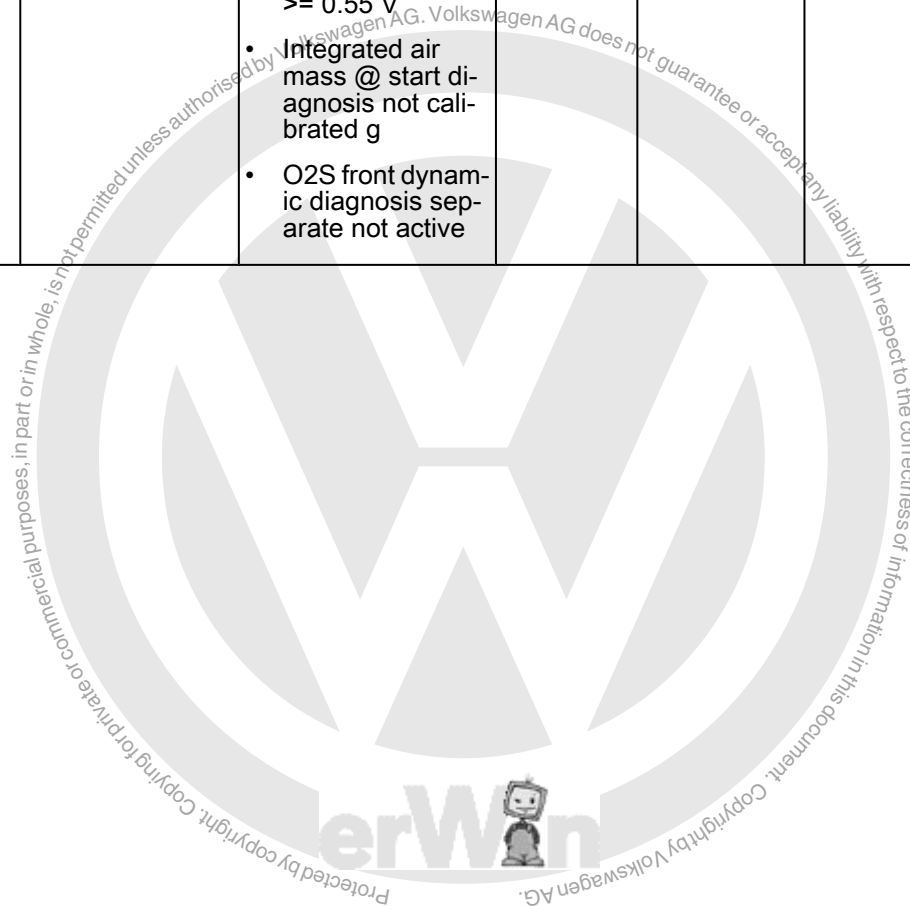 >= 0.55 V
• Integrated air
mass @ start di-
agnosis not cali-
brated g
• O2S front dynam-
ic diagnosis sep-
arate not active
Protected by copyright. Copying for private or commercial purposes, in part or in whole, is not permitted unless authorised by Volkswagen AG. Volkswagen AG does not guarantee or accept any liability with respect to the correctness of information in this document. Copyright by Volkswagen AG.
erWin